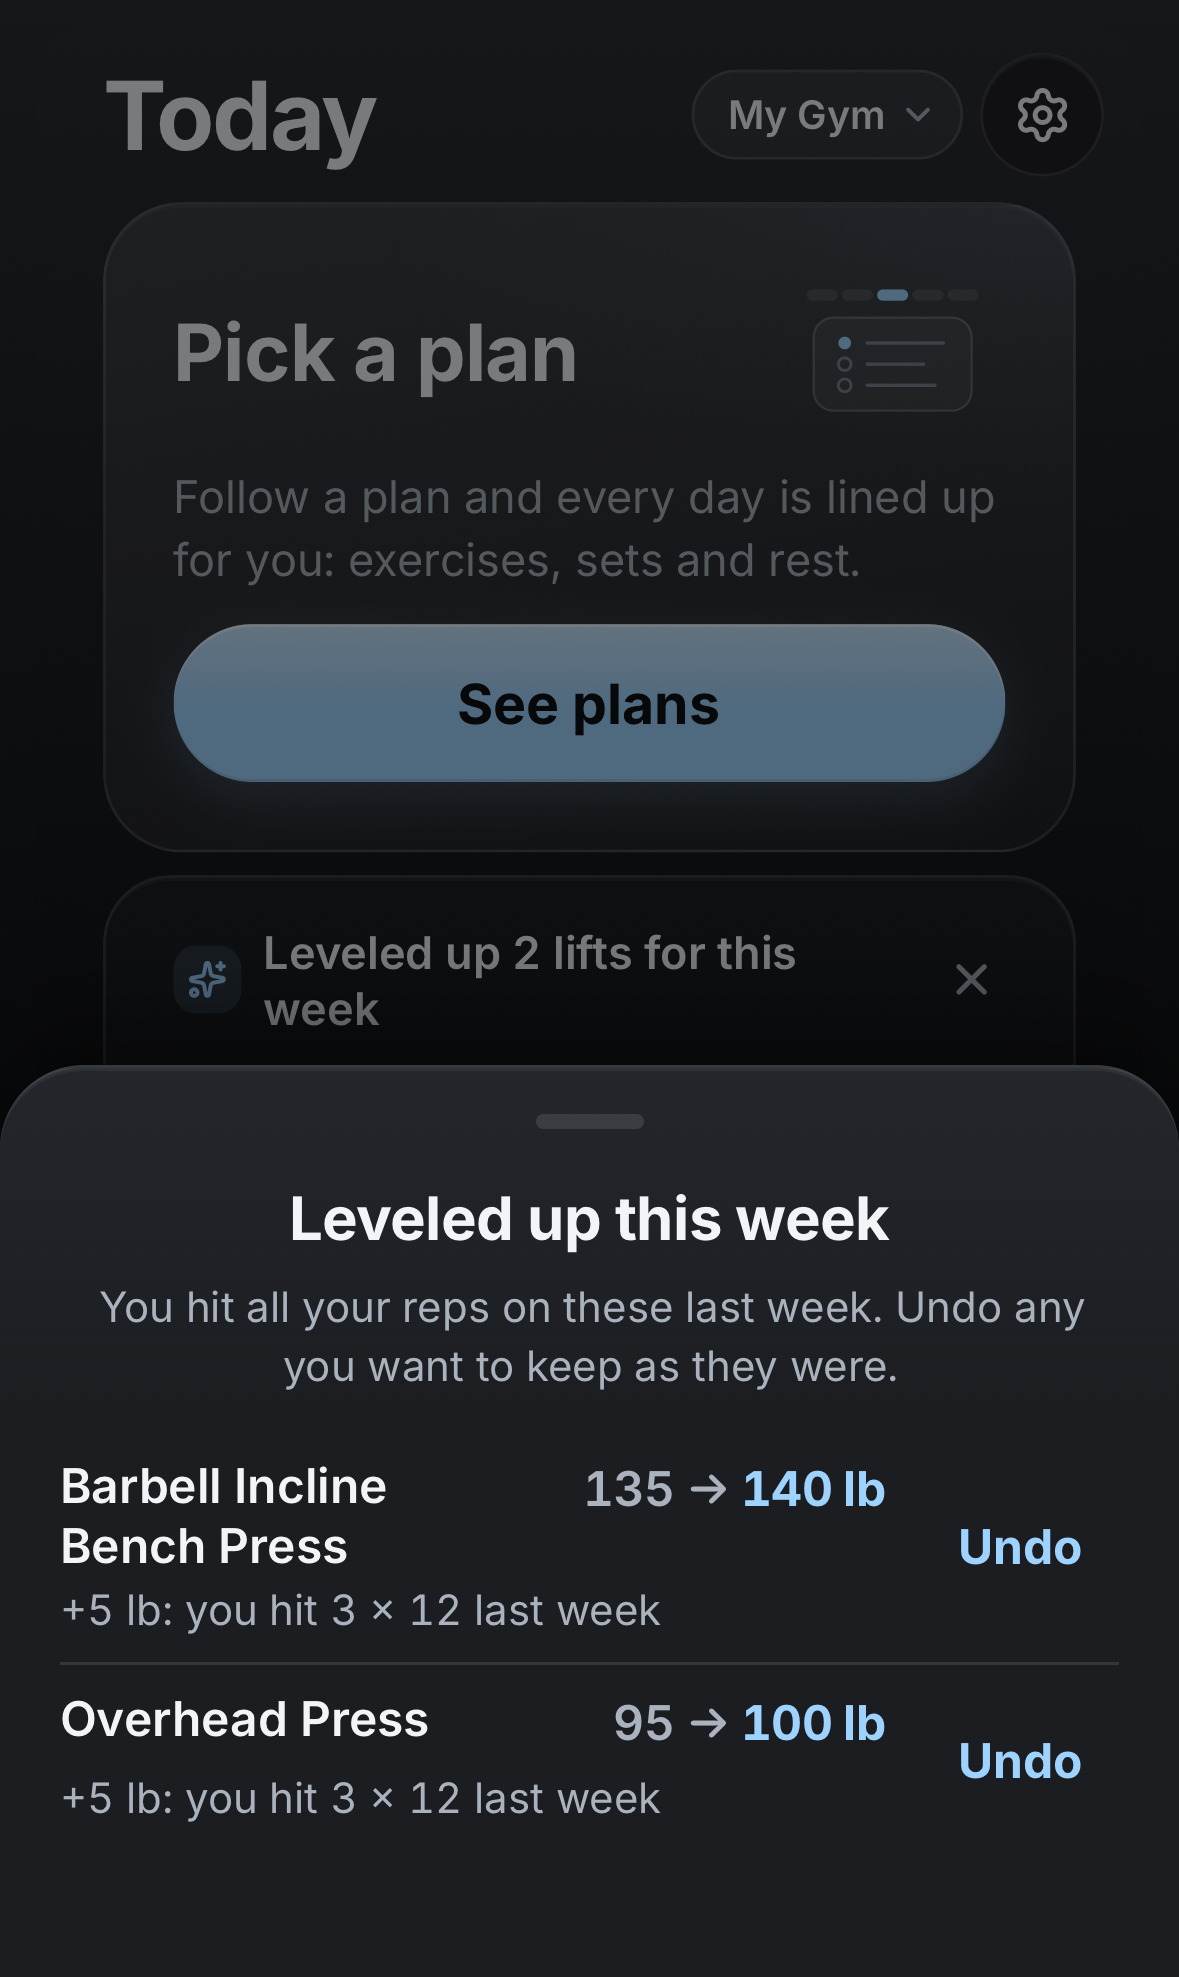 Today
My Gym
Pick a plan
Follow a plan and every day is lined up
for you: exercises, sets and rest.
See plans
Leveled up 2 lifts for this
week
Leveled up this week
You hit all your reps on these last week. Undo any
you want to keep as they were.
Barbell Incline
Bench Press
135 → 140 lb
Undo
+5 lb: you hit 3 × 12 last week
Overhead Press
95 → 100 lb
Undo
+5 lb: you hit 3 × 12 last week